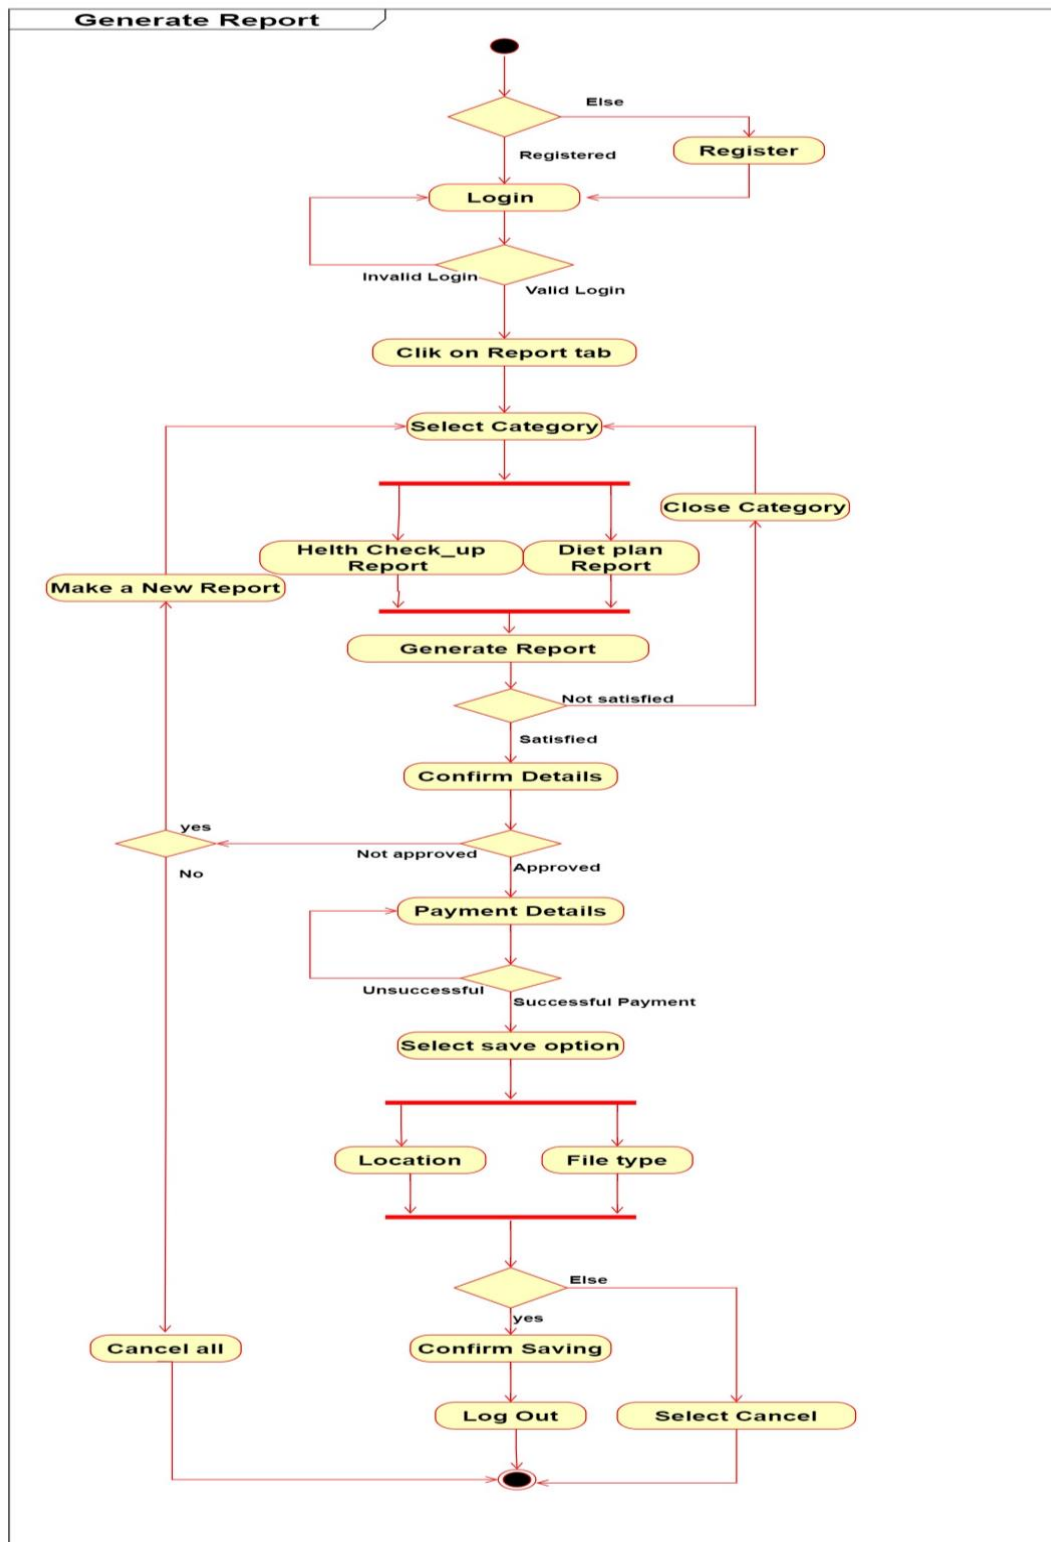 Generate Report
Else
Register
Registered
Login
Invalid Login
Valid Login
Clik on Report tab
Select Category
Close Category
Helth Check_up
Report
Diet plan
Report
Make a New Report
Generate Report
Not satisfied
Satisfied
Confirm Details
yes
Not approved
Approved
No
Payment Details
Unsuccessful
Successful Payment
Select save option
Location
File type
Else
yes
Cancel all
Confirm Saving
Log Out
Select Cancel